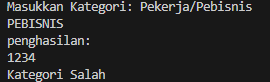 Masukkan Kategori: Pekerja/Pebisnis
PEBISNIS
penghasilan:
1234
Kategori Salah